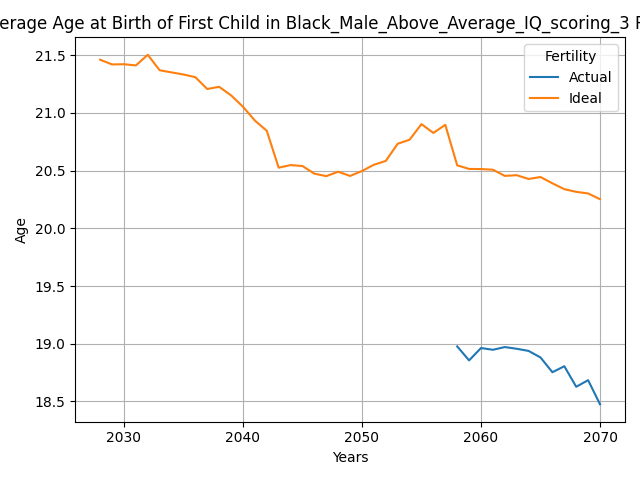 erage Age at Birth of First Child in Black_Male_Above_Average_IQ_scoring_3
Fertility
Actual
Ideal
21.5
21.0
20.5
20.0
19.5
19.0
18.5
Age
2030 2040 2050 2060 2070
Years